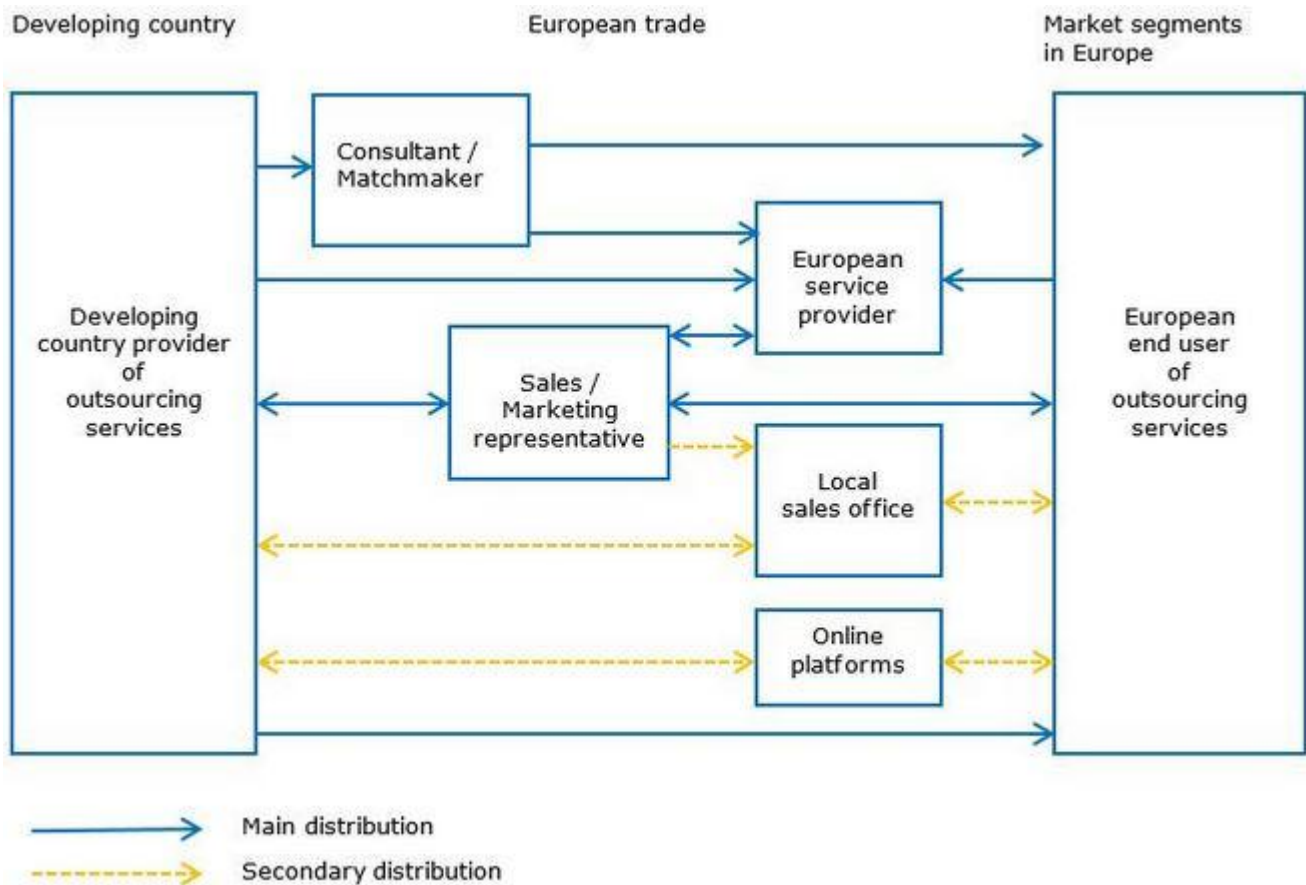 Developing country
European trade
Market segments
in Europe
Consultant /
Matchmaker
European
service
provider
Developing
country provider
of
outsourcing
services
Sales /
Marketing
representative
European
end user
of
outsourcing
services
Local
sales office
Online
platforms
Main distribution
Secondary distribution